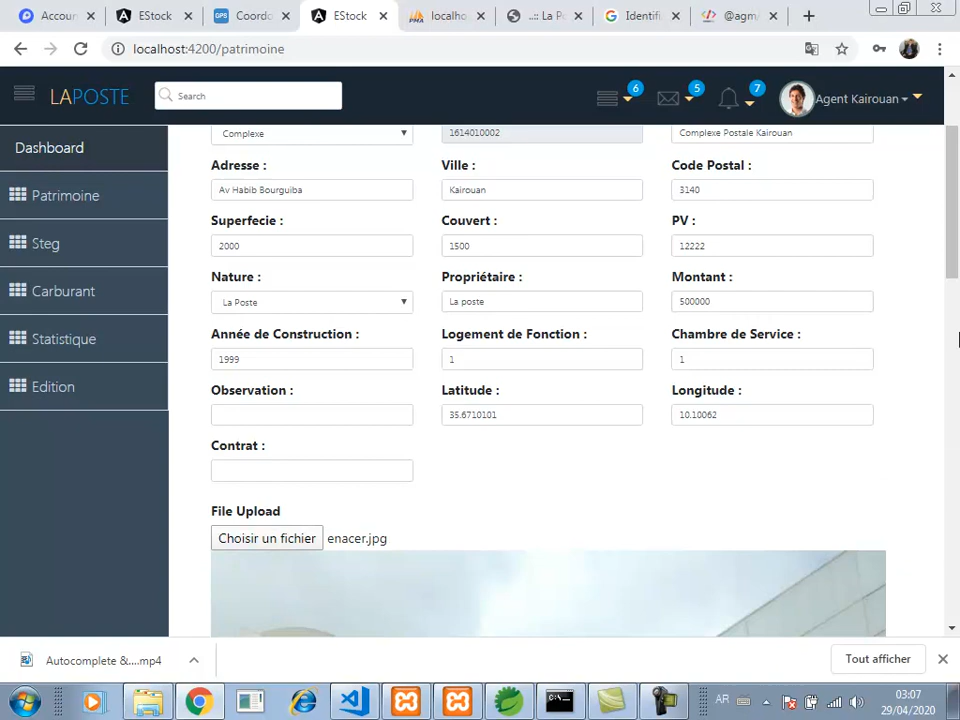 Accoun
EStock
Coordo
EStock
localho
..:: La Po
Identifi
@agm/
localhost:4200/patrimoine
LAPOSTE
Search
6
5
7
Agent Kairouan
Dashboard
Patrimoine
Steg
Carburant
Statistique
Edition
Complexe
1614010002
Complexe Postale Kairouan
Adresse :
Ville :
Code Postal :
Av Habib Bourguiba
Kairouan
3140
Superfecie :
Couvert :
PV :
2000
1500
12222
Nature :
Propriétaire :
Montant :
La Poste
La poste
500000
Année de Construction :
Logement de Fonction :
Chambre de Service :
1999
1
1
Observation :
Latitude :
Longitude :
35.6710101
10.10062
Contrat :
File Upload
Choisir un fichier
enacer.jpg
Autocomplete &....mp4
Tout afficher
AR
03:07
29/04/2020